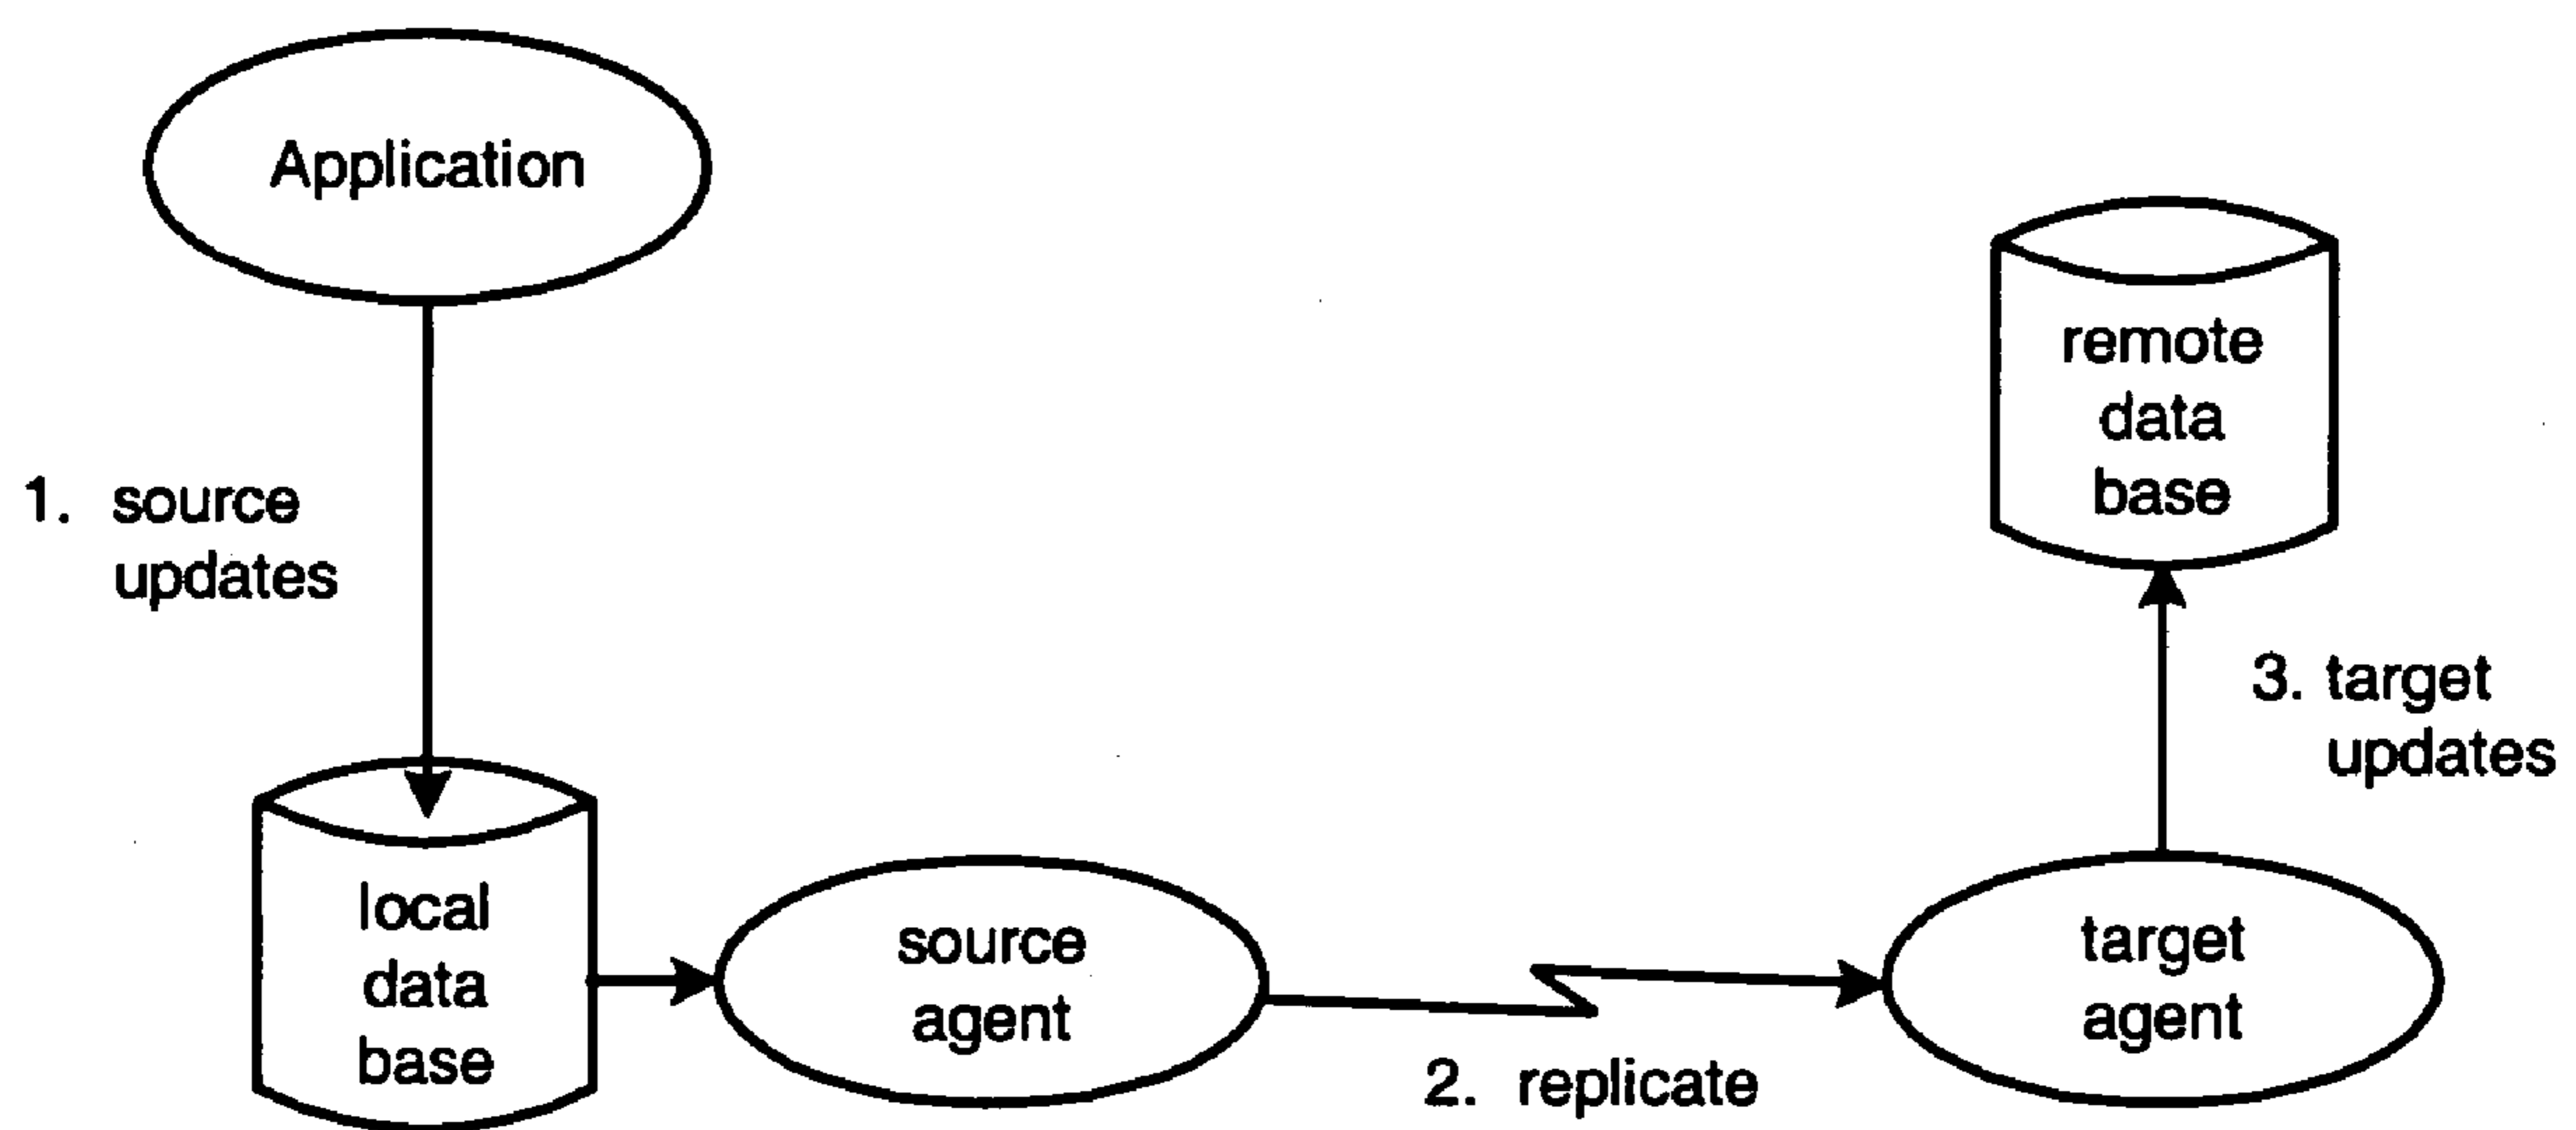 Application
1. source
updates
local
data
base
source
agent
2. replicate
target
agent
3. target
updates
remote
data
base